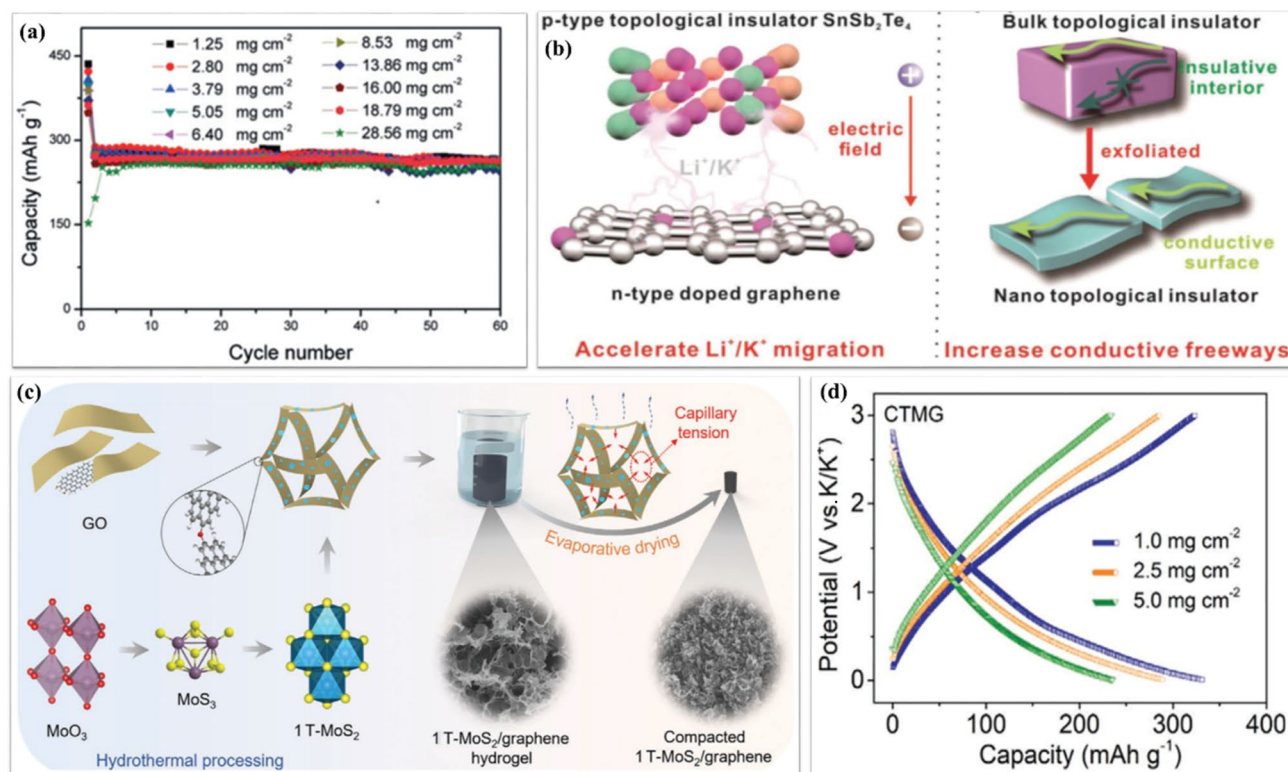 (a)
Capacity (mAh g⁻¹)
450
300
150
0
1.25 mg cm⁻²
2.80 mg cm⁻²
3.79 mg cm⁻²
5.05 mg cm⁻²
6.40 mg cm⁻²
8.53 mg cm⁻²
13.86 mg cm⁻²
16.00 mg cm⁻²
18.79 mg cm⁻²
28.56 mg cm⁻²
0 10 20 30 40 50 60
Cycle number
(b)
p-type topological insulator SnSb₂Te₄
Li⁺/K⁺
+
electric
field
−
n-type doped graphene
Accelerate Li⁺/K⁺ migration
Bulk topological insulator
insulative
interior
exfoliated
conductive
surface
Nano topological insulator
Increase conductive freeways
(c)
GO
MoO₃
MoS₃
1T-MoS₂
Hydrothermal processing
Capillary
tension
Evaporative drying
1T-MoS₂/graphene
hydrogel
Compacted
1T-MoS₂/graphene
(d)
CTMG
Potential (V vs. K/K⁺)
3
2
1
0
1.0 mg cm⁻²
2.5 mg cm⁻²
5.0 mg cm⁻²
0 100 200 300 400
Capacity (mAh g⁻¹)